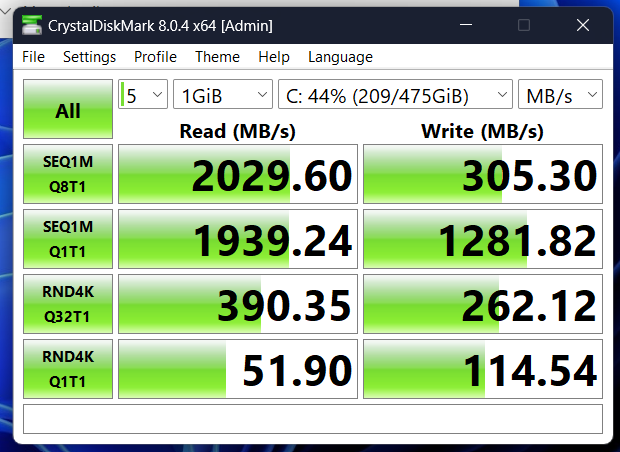 CrystalDiskMark 8.0.4 x64 [Admin]
File Settings Profile Theme Help Language
All 5 1GiB C: 44% (209/475GiB) MB/s
Read (MB/s) Write (MB/s)
SEQ1M
Q8T1 2029.60 305.30
SEQ1M
Q1T1 1939.24 1281.82
RND4K
Q32T1 390.35 262.12
RND4K
Q1T1 51.90 114.54